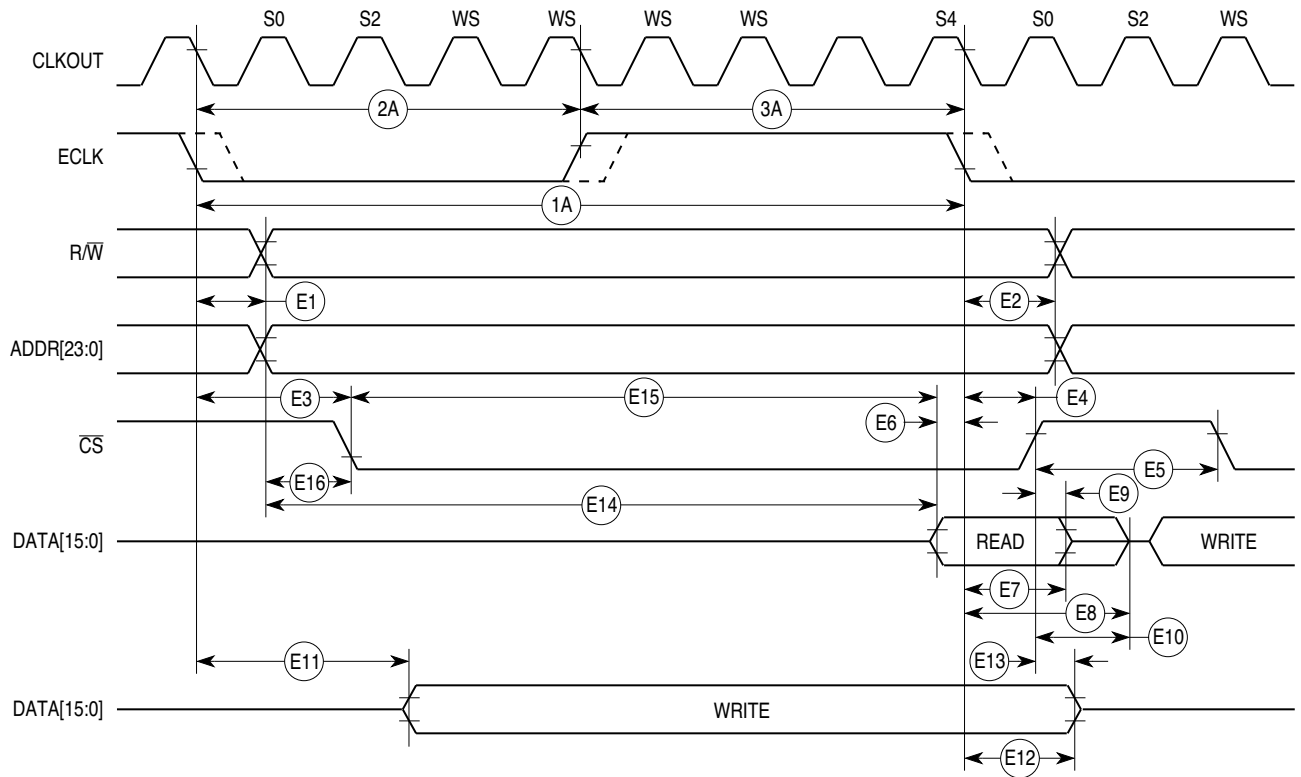 S0 S2 WS WS WS WS S4 S0 S2 WS
CLKOUT
2A 3A
ECLK
1A
R/W̅
E1 E2
ADDR[23:0]
E3 E15 E4
E6
C̅S̅
E16 E5
E14 E9
DATA[15:0] READ WRITE
E7
E8
E10
E11 E13
DATA[15:0] WRITE
E12